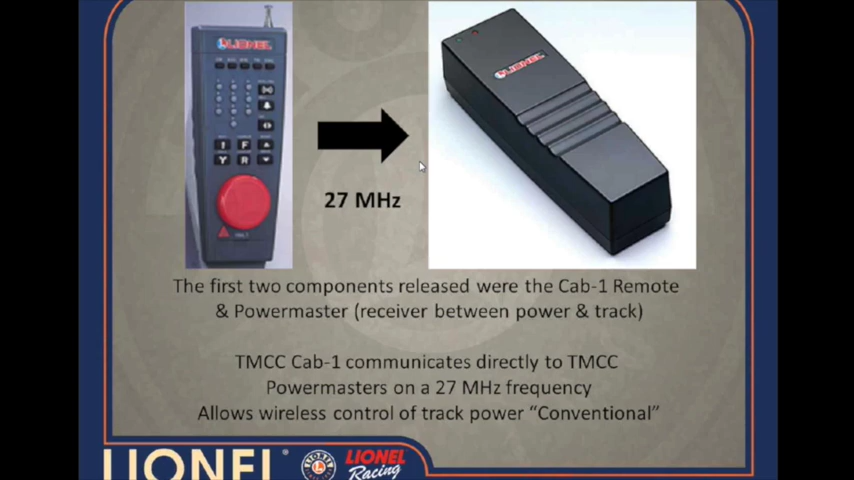 LIONEL
I F
Y R
LIONEL
27 MHz
The first two components released were the Cab-1 Remote
& Powermaster (receiver between power & track)
TMCC Cab-1 communicates directly to TMCC
Powermasters on a 27 MHz frequency
Allows wireless control of track power “Conventional”
LIONEL®
LIONEL
Racing